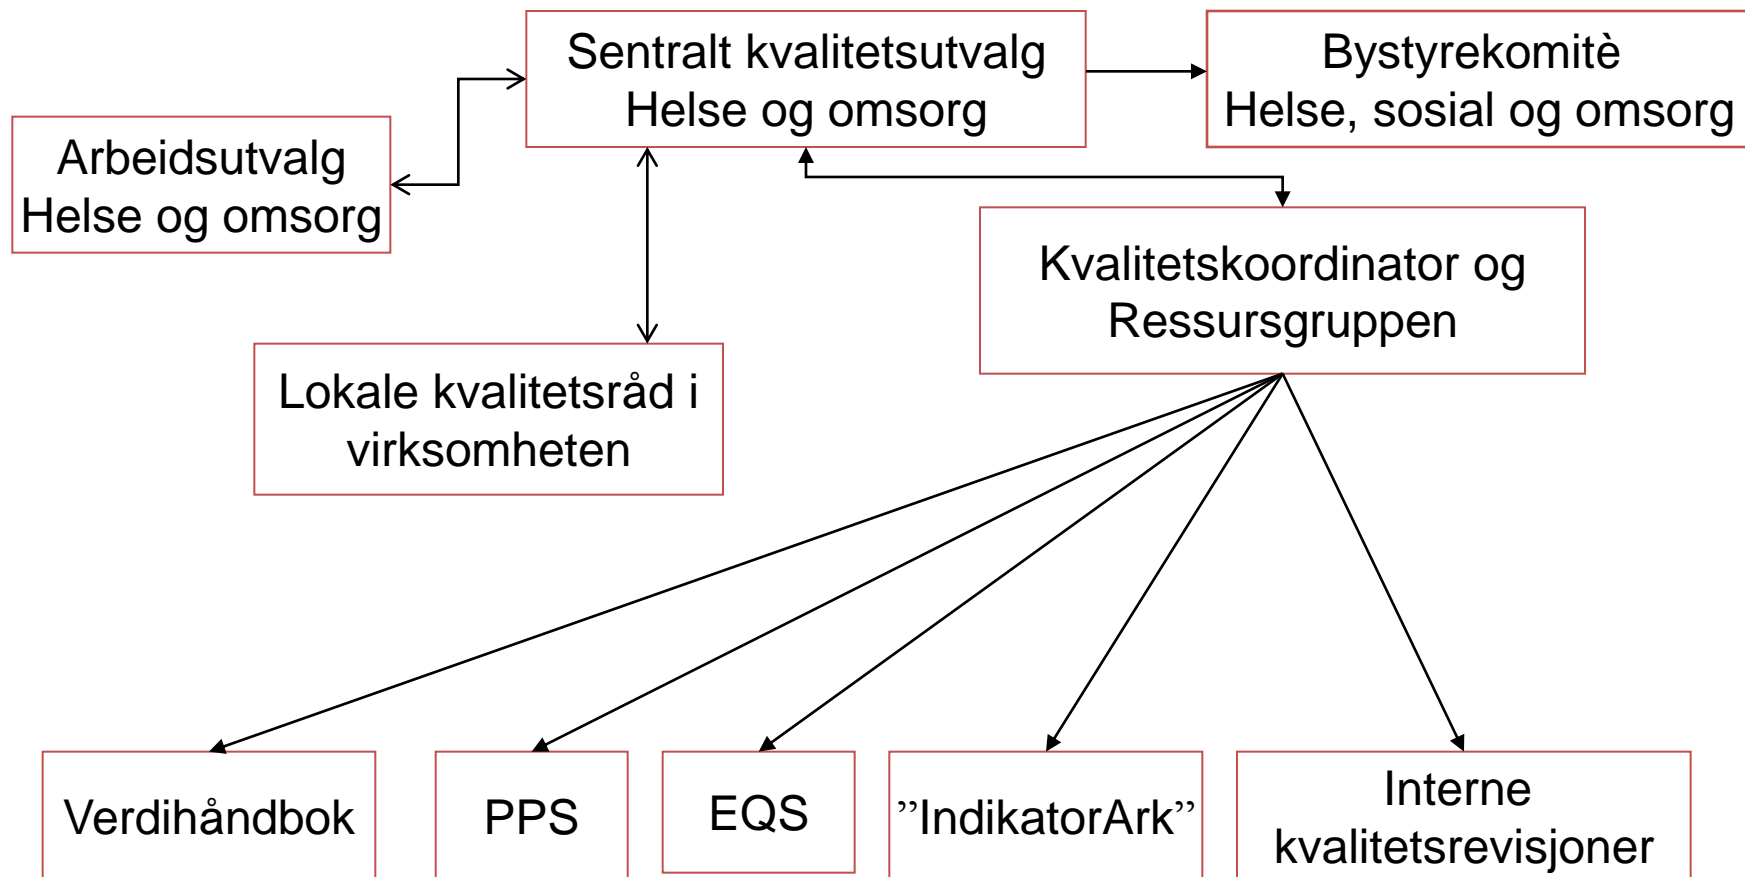 Sentralt kvalitetsutvalg
Helse og omsorg
Bystyrekomitè
Helse, sosial og omsorg
Arbeidsutvalg
Helse og omsorg
Kvalitetskoordinator og
Ressursgruppen
Lokale kvalitetsråd i
virksomheten
Verdihåndbok
PPS
EQS
”IndikatorArk”
Interne
kvalitetsrevisjoner